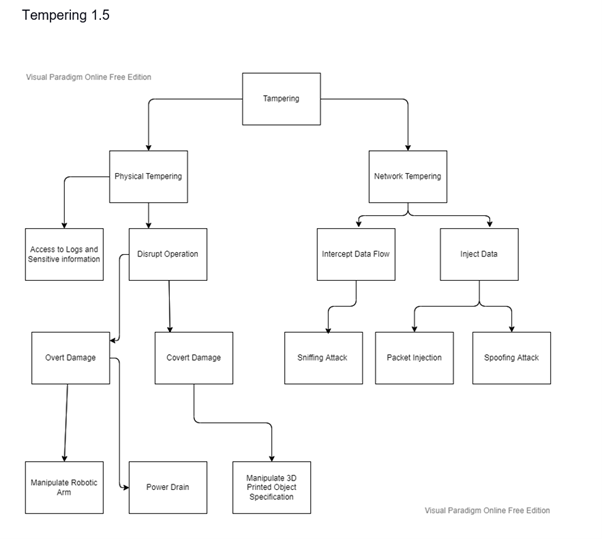 Tempering 1.5
Visual Paradigm Online Free Edition
Tampering
Physical Tempering
Network Tempering
Access to Logs and
Sensitive information
Disrupt Operation
Intercept Data Flow
Inject Data
Overt Damage
Covert Damage
Sniffing Attack
Packet Injection
Spoofing Attack
Manipulate Robotic
Arm
Power Drain
Manipulate 3D
Printed Object
Specification
Visual Paradigm Online Free Edition